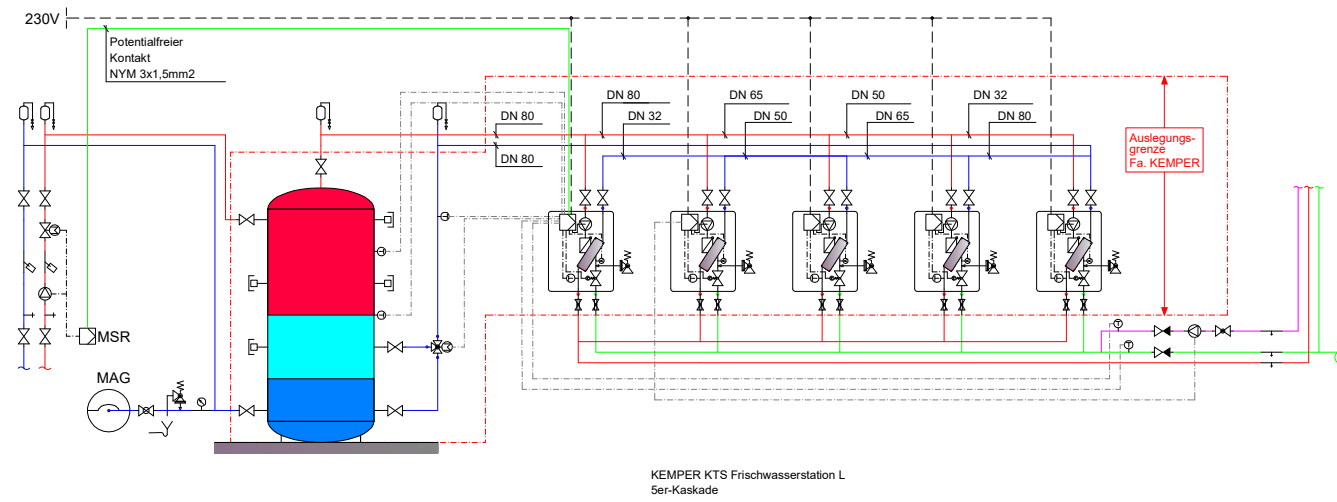 230V
Potentialfreier
Kontakt
NYM 3x1,5mm2
DN 80
DN 65
DN 50
DN 32
DN 80
DN 32
DN 50
DN 65
DN 80
DN 80
Auslegungs-
grenze
Fa. KEMPER
MSR
MAG
KEMPER KTS Frischwasserstation L
5er-Kaskade